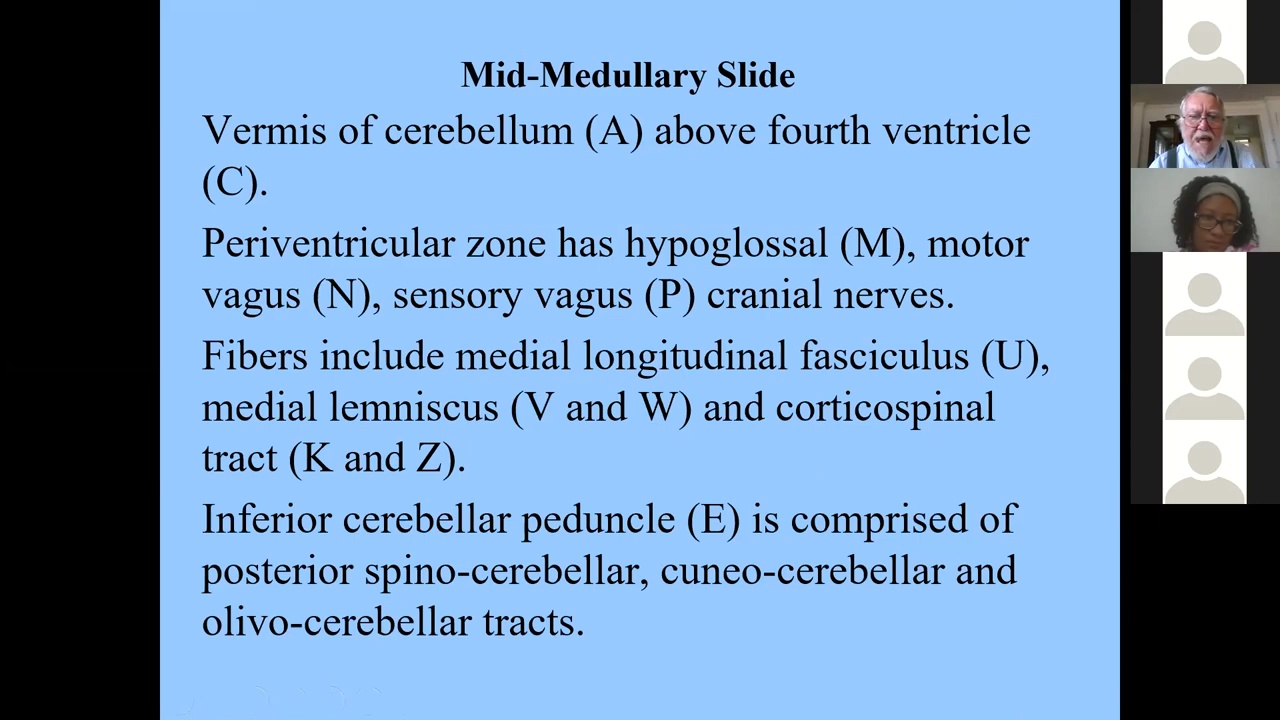 Mid-Medullary Slide
Vermis of cerebellum (A) above fourth ventricle
(C).
Periventricular zone has hypoglossal (M), motor
vagus (N), sensory vagus (P) cranial nerves.
Fibers include medial longitudinal fasciculus (U),
medial lemniscus (V and W) and corticospinal
tract (K and Z).
Inferior cerebellar peduncle (E) is comprised of
posterior spino-cerebellar, cuneo-cerebellar and
olivo-cerebellar tracts.